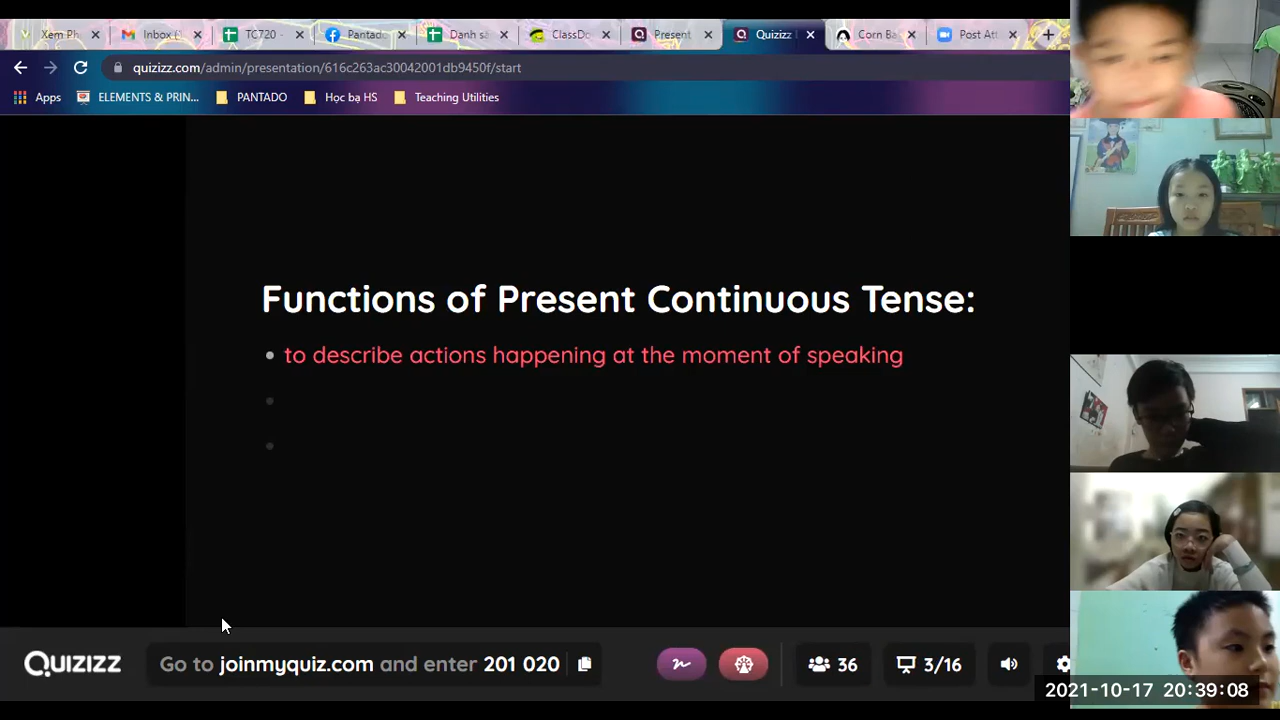 Xem Ph
Inbox (
TC720 -
Pantado
Danh sá
ClassDo
Present
Quizizz
Corn Ba
Post Att
quizizz.com/admin/presentation/616c263ac30042001db9450f/start
Apps
ELEMENTS & PRIN...
PANTADO
Học bạ HS
Teaching Utilities
Functions of Present Continuous Tense:
• to describe actions happening at the moment of speaking
QUIZIZZ
Go to joinmyquiz.com and enter 201 020
36
3/16
2021-10-17 20:39:08